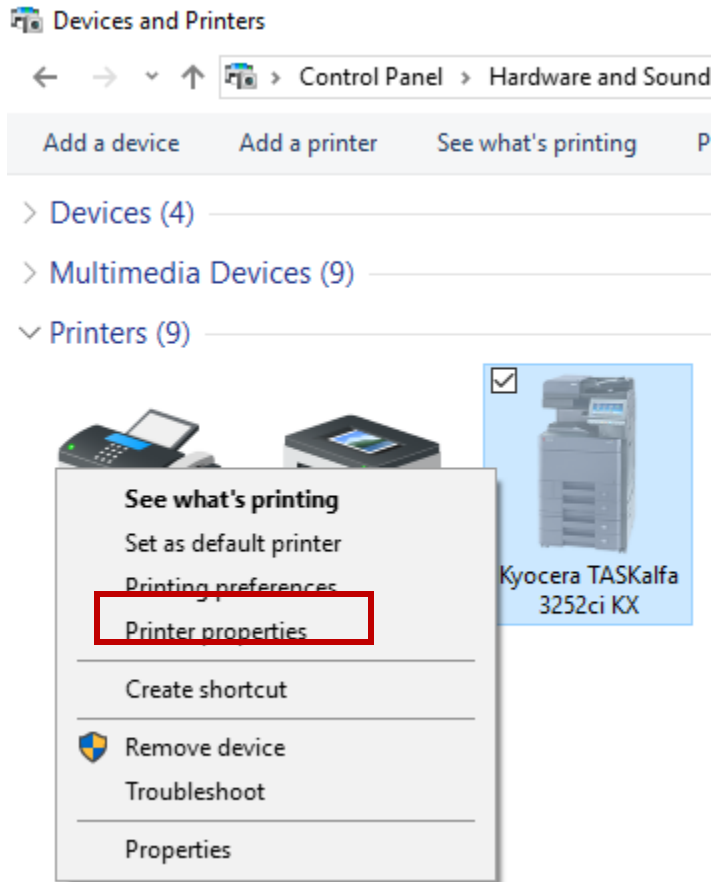 Devices and Printers
Control Panel > Hardware and Sound
Add a device Add a printer See what's printing P
Devices (4)
Multimedia Devices (9)
Printers (9)
Kyocera TASKalfa
3252ci KX
See what's printing
Set as default printer
Printing preferences
Printer properties
Create shortcut
Remove device
Troubleshoot
Properties